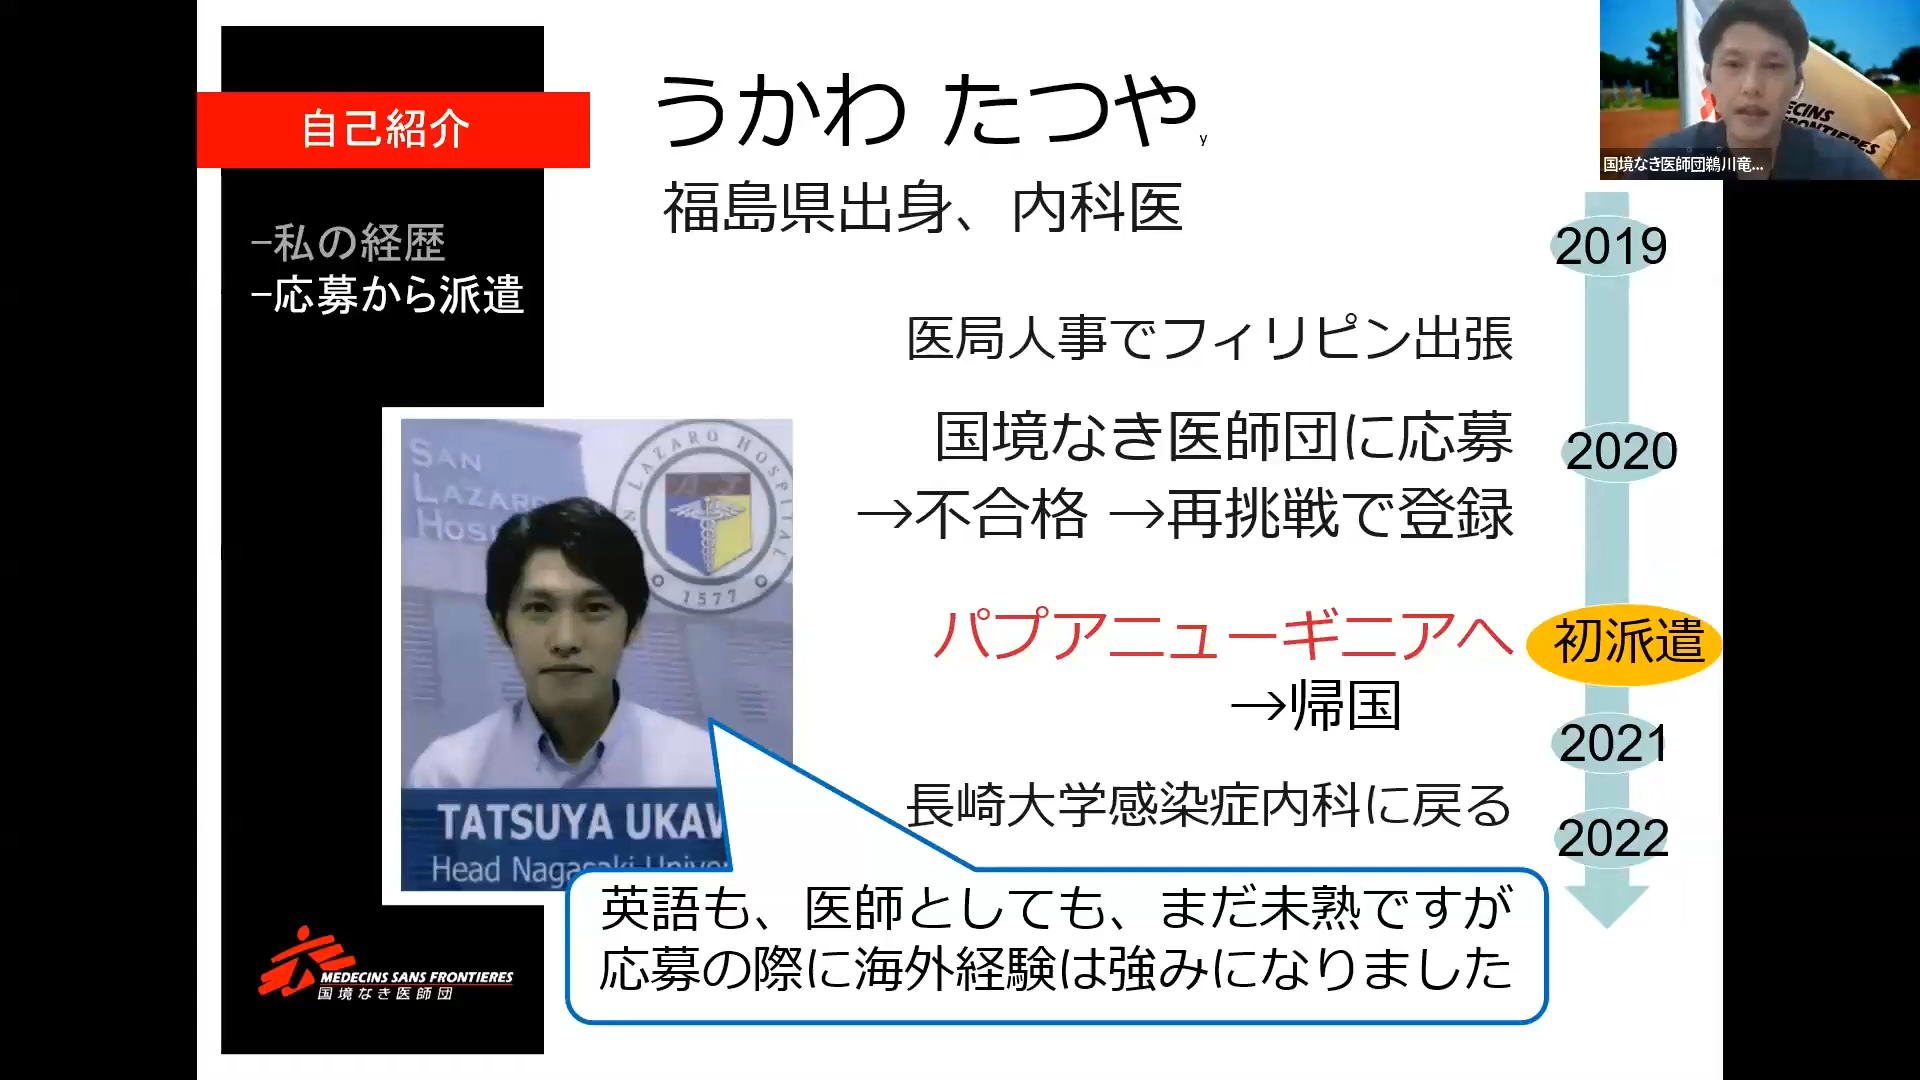 自己紹介
-私の経歴
-応募から派遣
うかわ たつや
y
福島県出身、内科医
2019
医局人事でフィリピン出張
国境なき医師団に応募
2020
→不合格 →再挑戦で登録
パプアニューギニアへ
初派遣
→帰国
2021
長崎大学感染症内科に戻る
2022
英語も、医師としても、まだ未熟ですが
応募の際に海外経験は強みになりました
SAN
LAZARO
HOSPITAL
1577
TATSUYA
Head
MEDECINS SANS FRONTIERES
国境なき医師団
国境なき医師団鵜川竜...